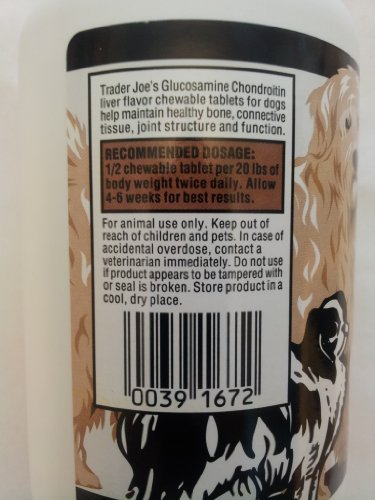 Trader Joe's Glucosamine Chondroitin
liver flavor chewable tablets for dogs
help maintain healthy bone, connective
tissue, joint structure and function.
RECOMMENDED DOSAGE:
1/2 chewable tablet per 20 lbs of
body weight twice daily. Allow
4-6 weeks for best results.
For animal use only. Keep out of
reach of children and pets. In case of
accidental overdose, contact a
veterinarian immediately. Do not use
if product appears to be tampered with
or seal is broken. Store product in a
cool, dry place.
0039 1672